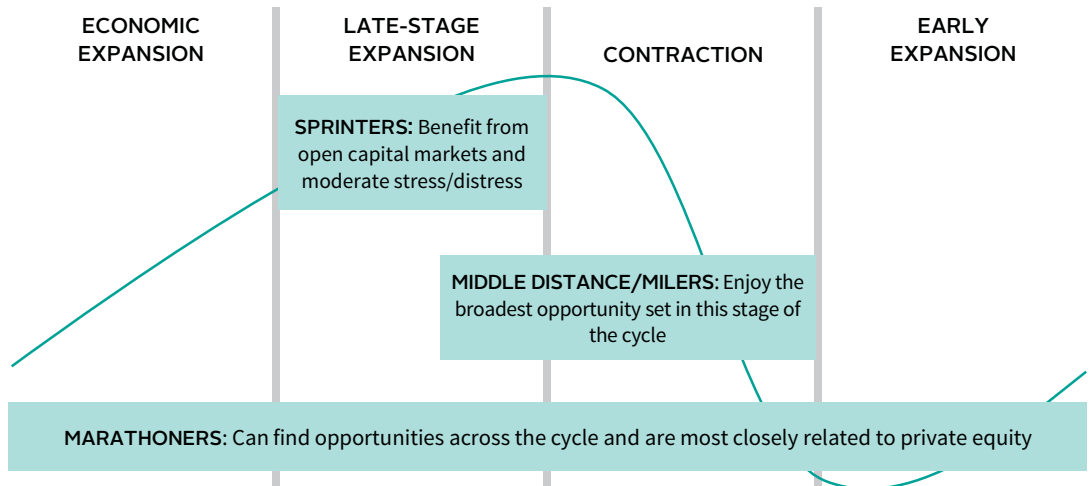 ECONOMIC
EXPANSION
LATE-STAGE
EXPANSION
CONTRACTION
EARLY
EXPANSION
SPRINTERS: Benefit from
open capital markets and
moderate stress/distress
MIDDLE DISTANCE/MILERS: Enjoy the
broadest opportunity set in this stage of
the cycle
MARATHONERS: Can find opportunities across the cycle and are most closely related to private equity